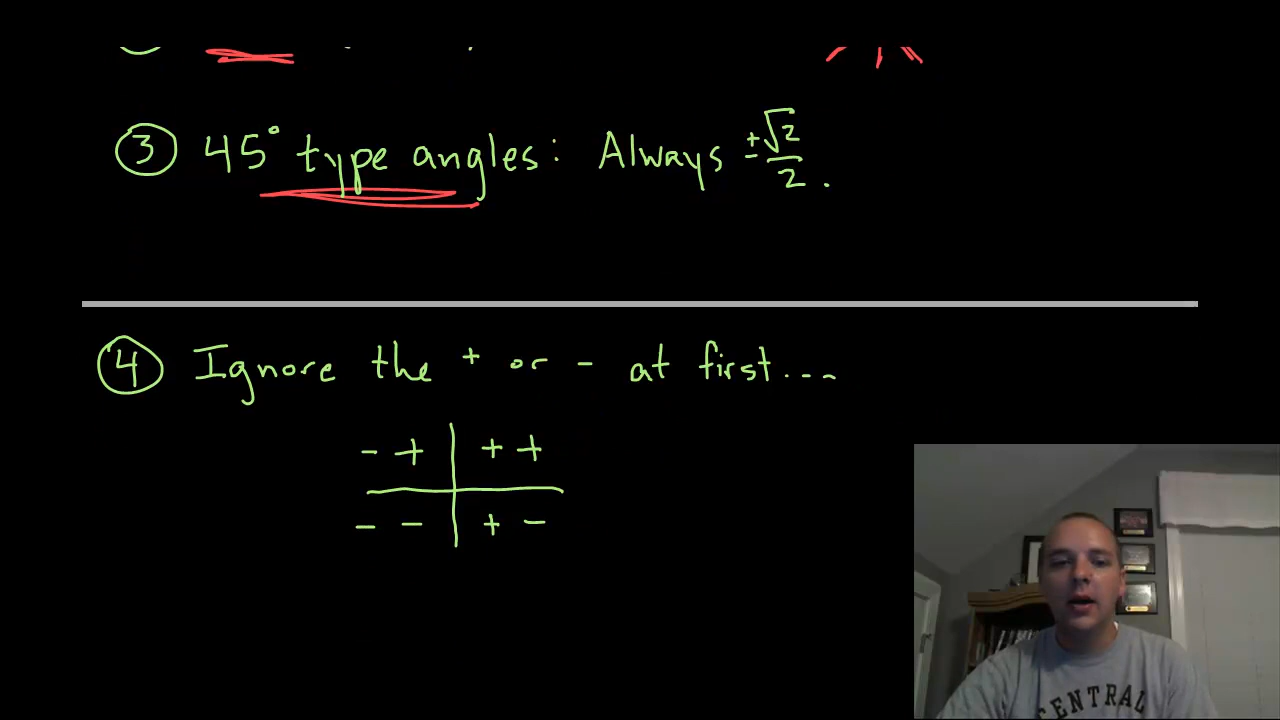 ③ 45° type angles: Always ±√2/2.
④ Ignore the + or - at first...
- + | + +
- - | + -
CENTRAL